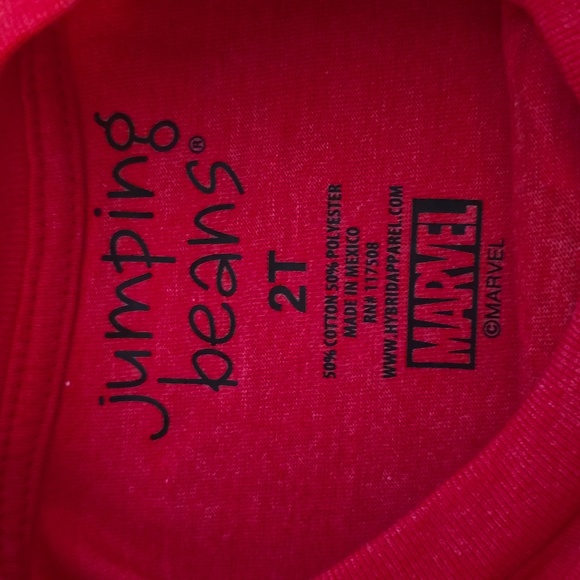 jumping
beans®
2T
50% COTTON 50% POLYESTER
MADE IN MEXICO
RN# 117508
WWW.HYBRIDAPPAREL.COM
MARVEL
©MARVEL